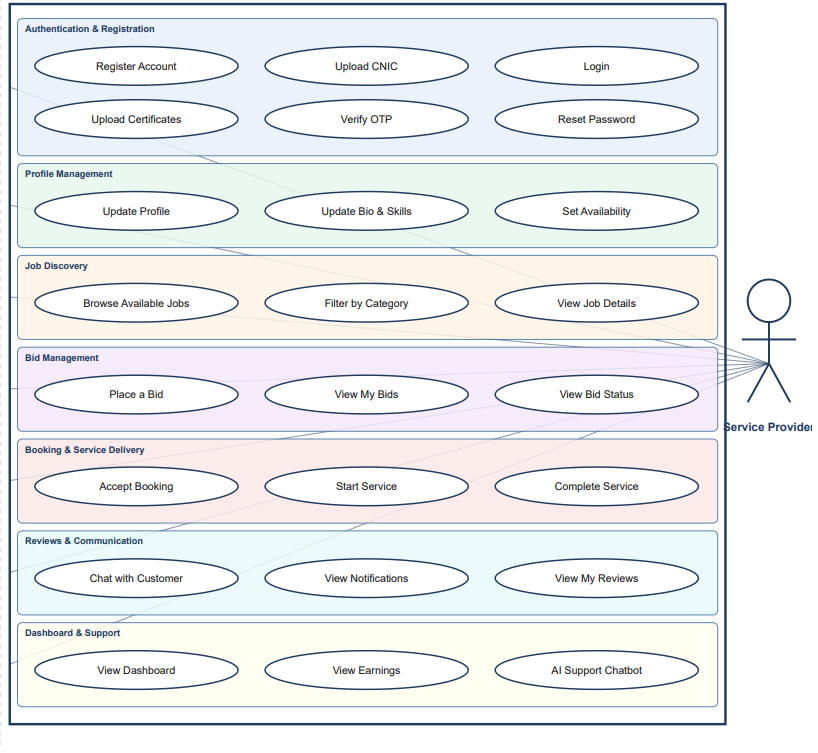 Authentication & Registration
Register Account
Upload CNIC
Login
Upload Certificates
Verify OTP
Reset Password
Profile Management
Update Profile
Update Bio & Skills
Set Availability
Job Discovery
Browse Available Jobs
Filter by Category
View Job Details
Bid Management
Place a Bid
View My Bids
View Bid Status
Service Provider
Booking & Service Delivery
Accept Booking
Start Service
Complete Service
Reviews & Communication
Chat with Customer
View Notifications
View My Reviews
Dashboard & Support
View Dashboard
View Earnings
AI Support Chatbot